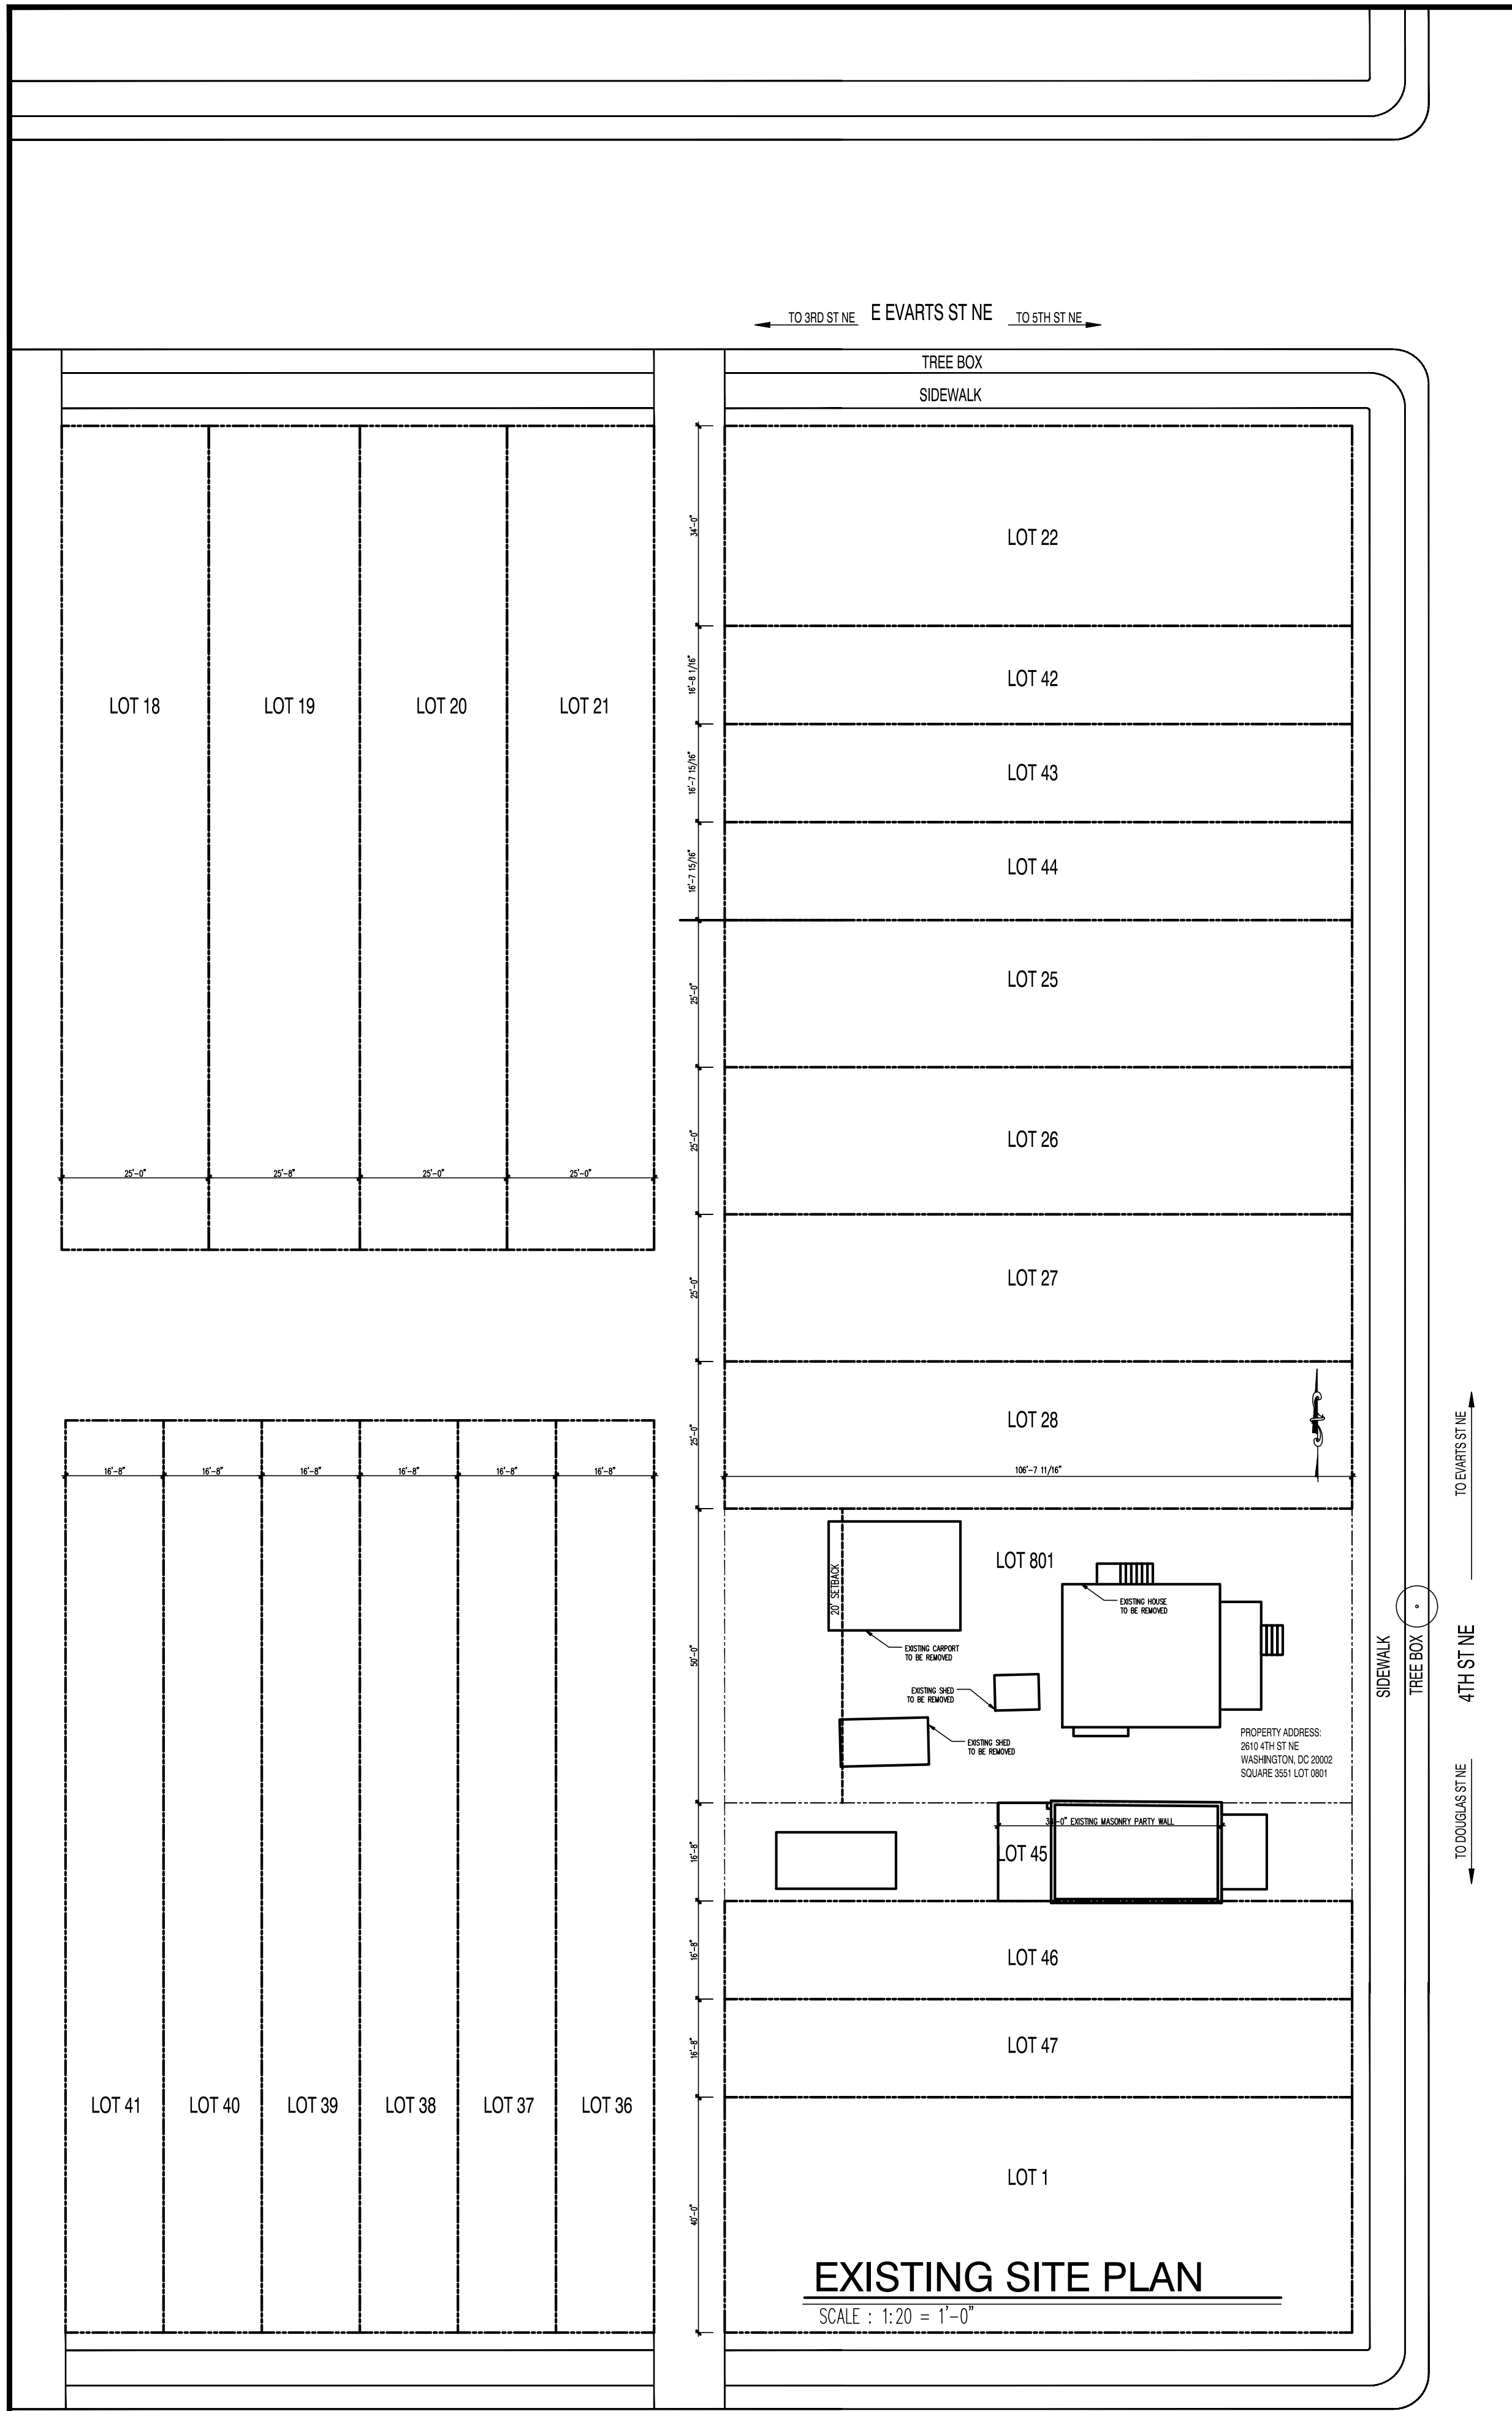 TO 3RD ST NE E EVARTS ST NE TO 5TH ST NE
TREE BOX
SIDEWALK
34'-0"
LOT 22
16'-8 1/16"
LOT 42
LOT 18 LOT 19 LOT 20 LOT 21
16'-7 15/16"
LOT 43
16'-7 15/16"
LOT 44
25'-0"
LOT 25
25'-0"
LOT 26
25'-0" 25'-8" 25'-0" 25'-0"
25'-0"
LOT 27
25'-0"
LOT 28
16'-8" 16'-8" 16'-8" 16'-8" 16'-8" 16'-8"
106'-7 11/16"
TO EVARTS ST NE
50'-0"
20' SETBACK
LOT 801
EXISTING HOUSE
TO BE REMOVED
EXISTING CARPORT
TO BE REMOVED
EXISTING SHED
TO BE REMOVED
EXISTING SHED
TO BE REMOVED
SIDEWALK
TREE BOX
4TH ST NE
PROPERTY ADDRESS:
2610 4TH ST NE
WASHINGTON, DC 20002
SQUARE 3551 LOT 0801
TO DOUGLAS ST NE
16'-8"
EXISTING MASONRY PARTY WALL
LOT 45
16'-8"
LOT 46
16'-8"
LOT 47
LOT 41 LOT 40 LOT 39 LOT 38 LOT 37 LOT 36
40'-0"
LOT 1
EXISTING SITE PLAN
SCALE : 1:20 = 1'-0"